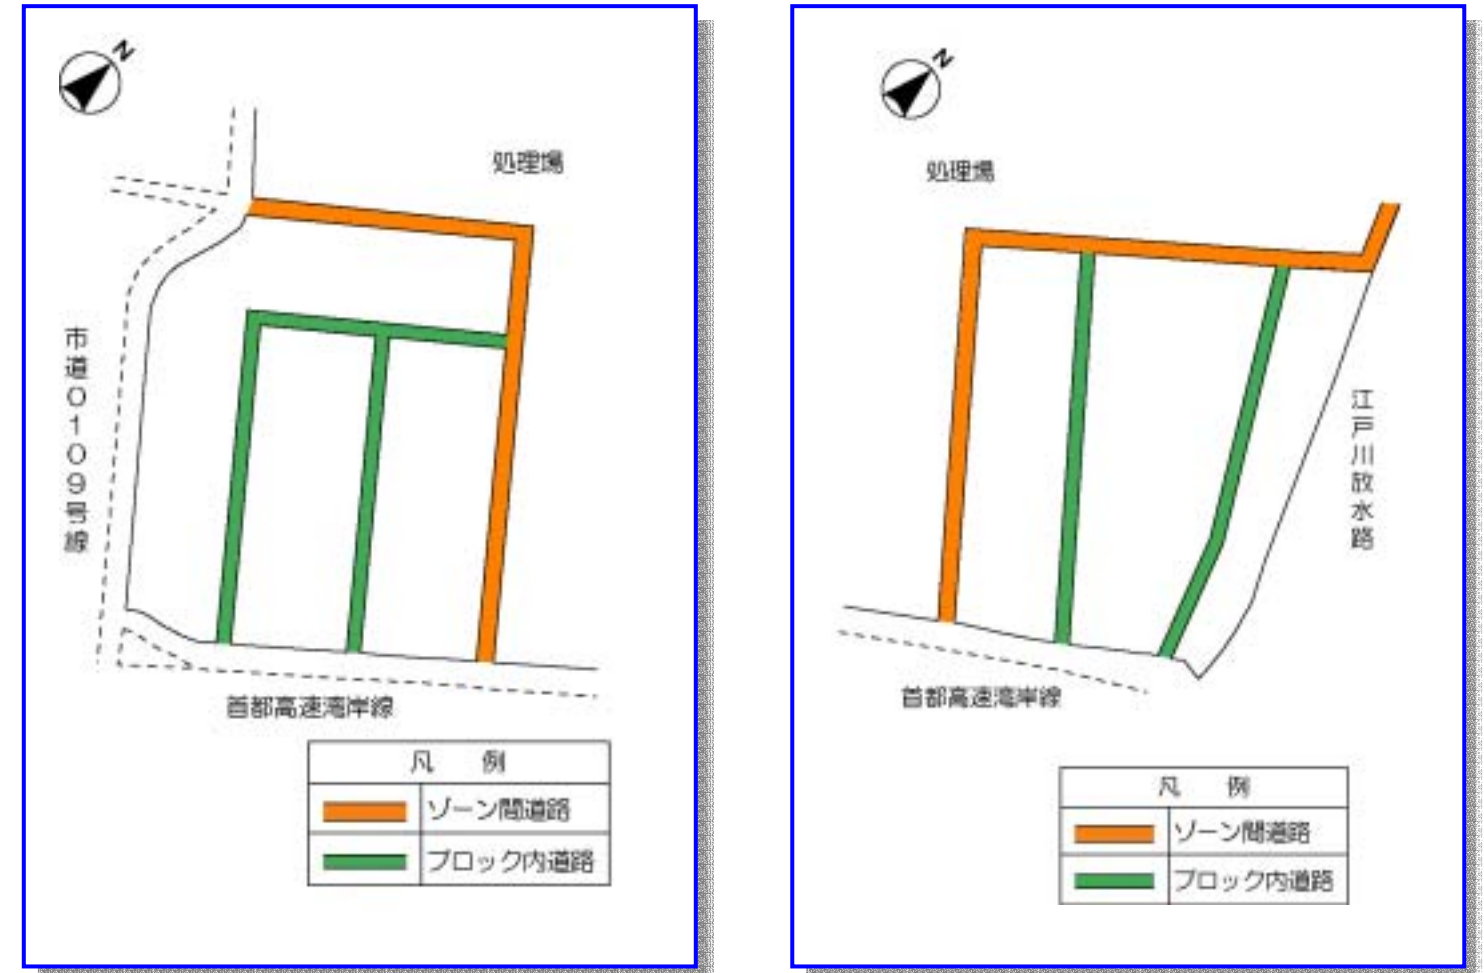 N
処理場
市道0109号線
首都高速湾岸線
凡 例
ゾーン間道路
ブロック内道路
N
処理場
江戸川放水路
首都高速湾岸線
凡 例
ゾーン間道路
ブロック内道路